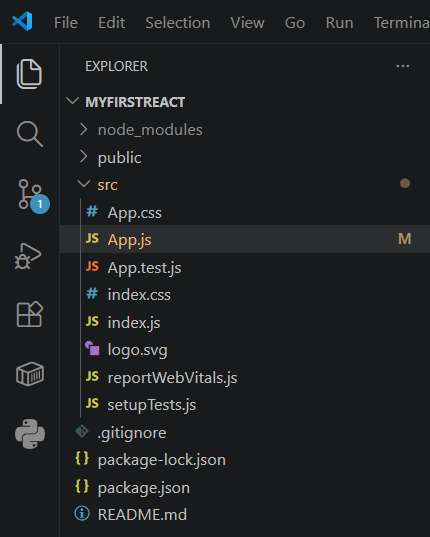 File Edit Selection View Go Run Termina
EXPLORER
MYFIRSTREACT
node_modules
public
src
# App.css
JS App.js M
JS App.test.js
# index.css
JS index.js
logo.svg
JS reportWebVitals.js
JS setupTests.js
.gitignore
{ } package-lock.json
{ } package.json
README.md
1